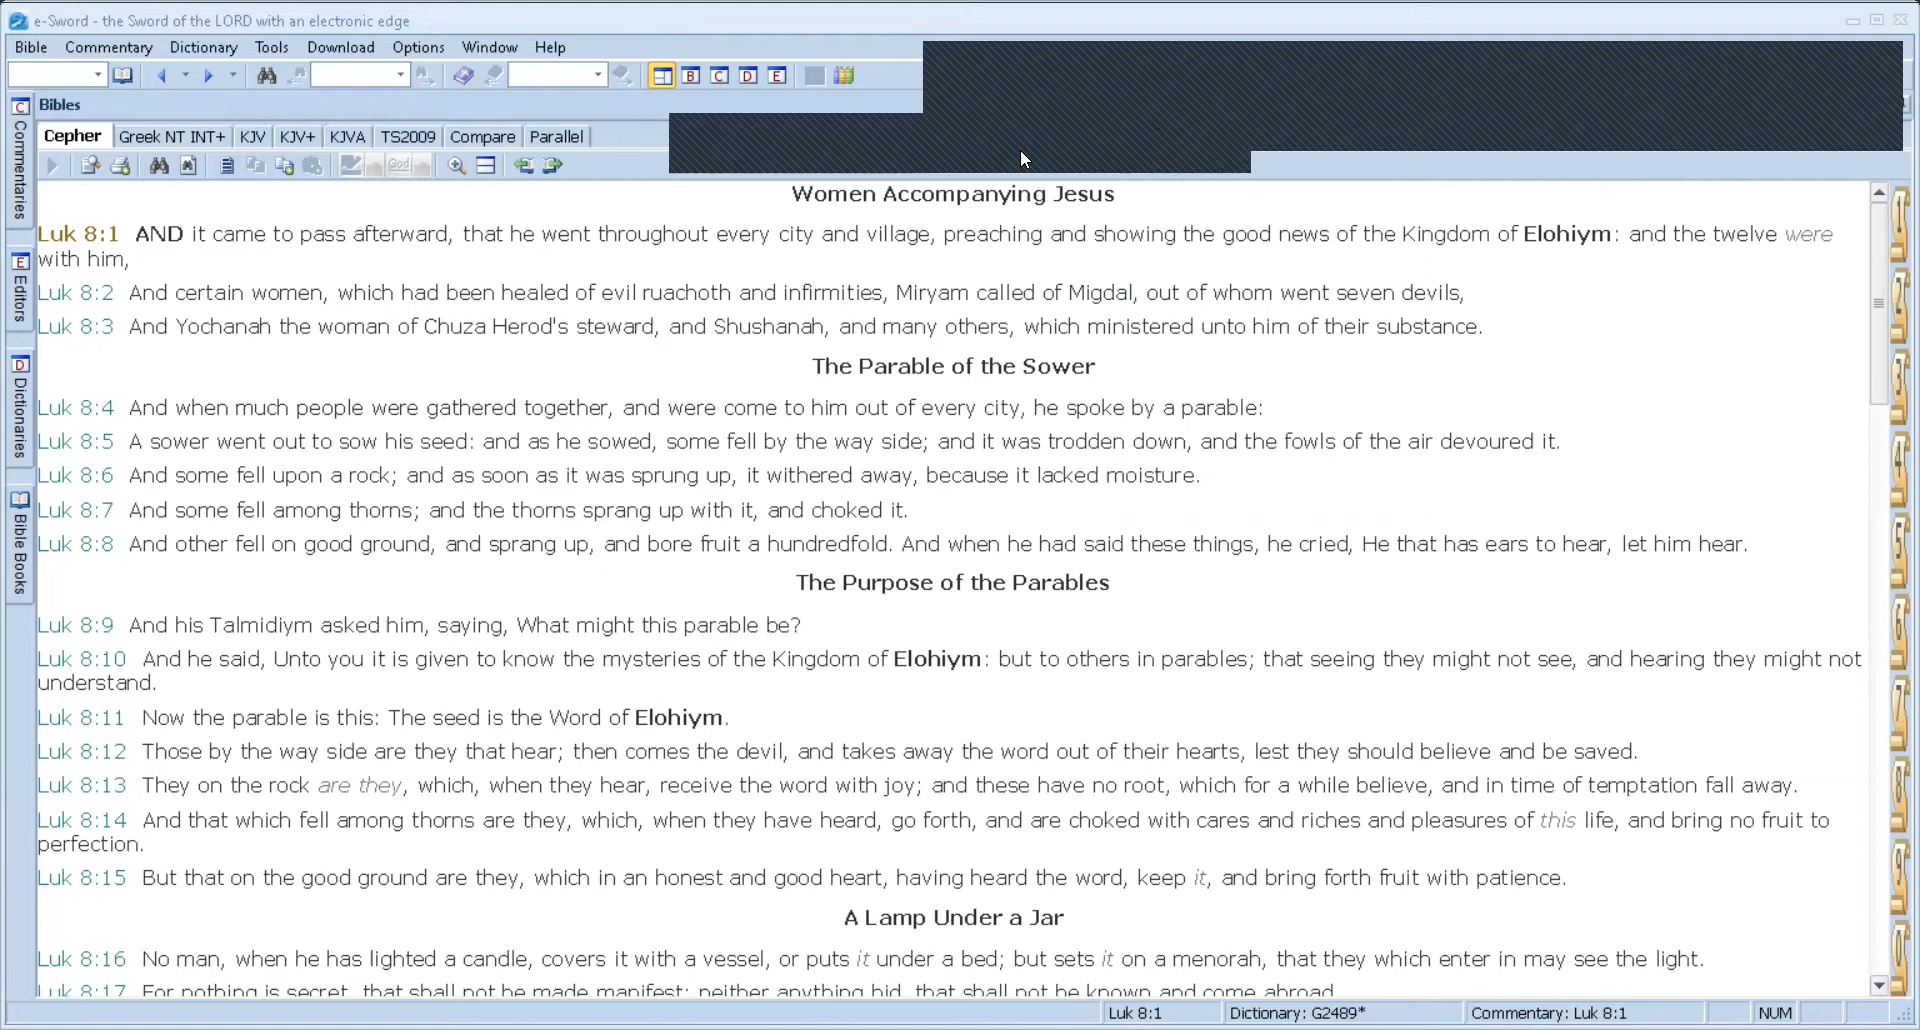 e-Sword - the Sword of the LORD with an electronic edge
Bible Commentary Dictionary Tools Download Options Window Help
B C D E
Bibles
Cepher Greek NT INT+ KJV KJV+ KJVA TS2009 Compare Parallel
God
C Commentaries
E Editors
D Dictionaries
Bible Books
Women Accompanying Jesus
Luk 8:1 AND it came to pass afterward, that he went throughout every city and village, preaching and showing the good news of the Kingdom of Elohiym: and the twelve were
with him,
Luk 8:2 And certain women, which had been healed of evil ruachoth and infirmities, Miryam called of Migdal, out of whom went seven devils,
Luk 8:3 And Yochanah the woman of Chuza Herod's steward, and Shushanah, and many others, which ministered unto him of their substance.
The Parable of the Sower
Luk 8:4 And when much people were gathered together, and were come to him out of every city, he spoke by a parable:
Luk 8:5 A sower went out to sow his seed: and as he sowed, some fell by the way side; and it was trodden down, and the fowls of the air devoured it.
Luk 8:6 And some fell upon a rock; and as soon as it was sprung up, it withered away, because it lacked moisture.
Luk 8:7 And some fell among thorns; and the thorns sprang up with it, and choked it.
Luk 8:8 And other fell on good ground, and sprang up, and bore fruit a hundredfold. And when he had said these things, he cried, He that has ears to hear, let him hear.
The Purpose of the Parables
Luk 8:9 And his Talmidiym asked him, saying, What might this parable be?
Luk 8:10 And he said, Unto you it is given to know the mysteries of the Kingdom of Elohiym: but to others in parables; that seeing they might not see, and hearing they might not
understand.
Luk 8:11 Now the parable is this: The seed is the Word of Elohiym.
Luk 8:12 Those by the way side are they that hear; then comes the devil, and takes away the word out of their hearts, lest they should believe and be saved.
Luk 8:13 They on the rock are they, which, when they hear, receive the word with joy; and these have no root, which for a while believe, and in time of temptation fall away.
Luk 8:14 And that which fell among thorns are they, which, when they have heard, go forth, and are choked with cares and riches and pleasures of this life, and bring no fruit to
perfection.
Luk 8:15 But that on the good ground are they, which in an honest and good heart, having heard the word, keep it, and bring forth fruit with patience.
A Lamp Under a Jar
Luk 8:16 No man, when he has lighted a candle, covers it with a vessel, or puts it under a bed; but sets it on a menorah, that they which enter in may see the light.
Luk 8:17 For nothing is secret, that shall not be made manifest; neither anything hid, that shall not be known and come abroad.
1
2
3
4
5
6
7
8
9
0
Luk 8:1 Dictionary: G2489* Commentary: Luk 8:1 NUM